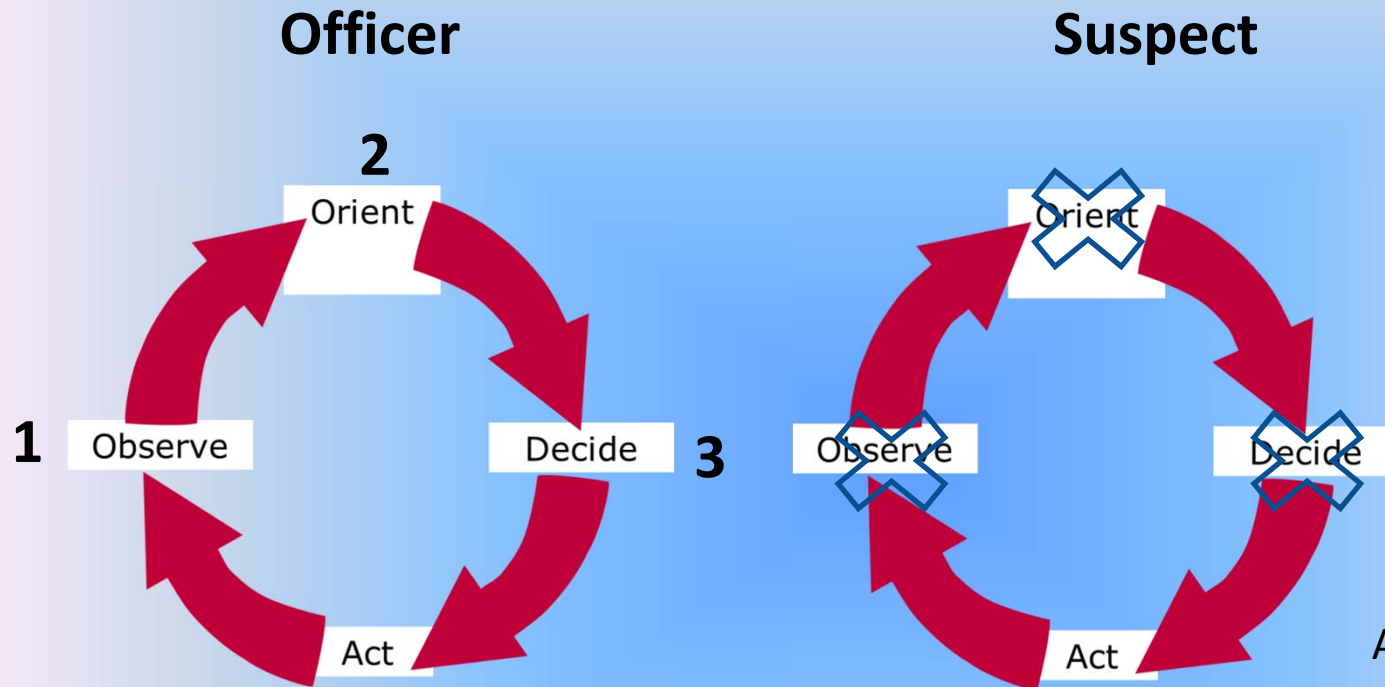 Officer
Suspect
2
Orient
Orient
1
Observe
Decide
3
Observe
Decide
Act
Act
A